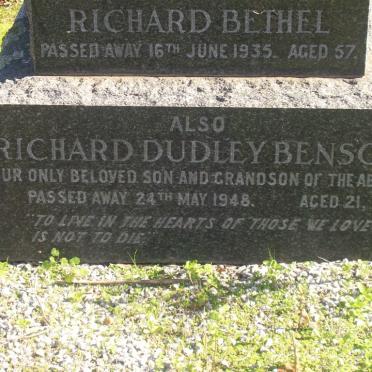 RICHARD BETHEL
PASSED AWAY 16TH JUNE 1935. AGED 57.
ALSO
RICHARD DUDLEY BENSO
UR ONLY BELOVED SON AND GRANDSON OF THE AB
PASSED AWAY 24TH MAY 1948. AGED 21.
"TO LIVE IN THE HEARTS OF THOSE WE LOVE
IS NOT TO DIE"